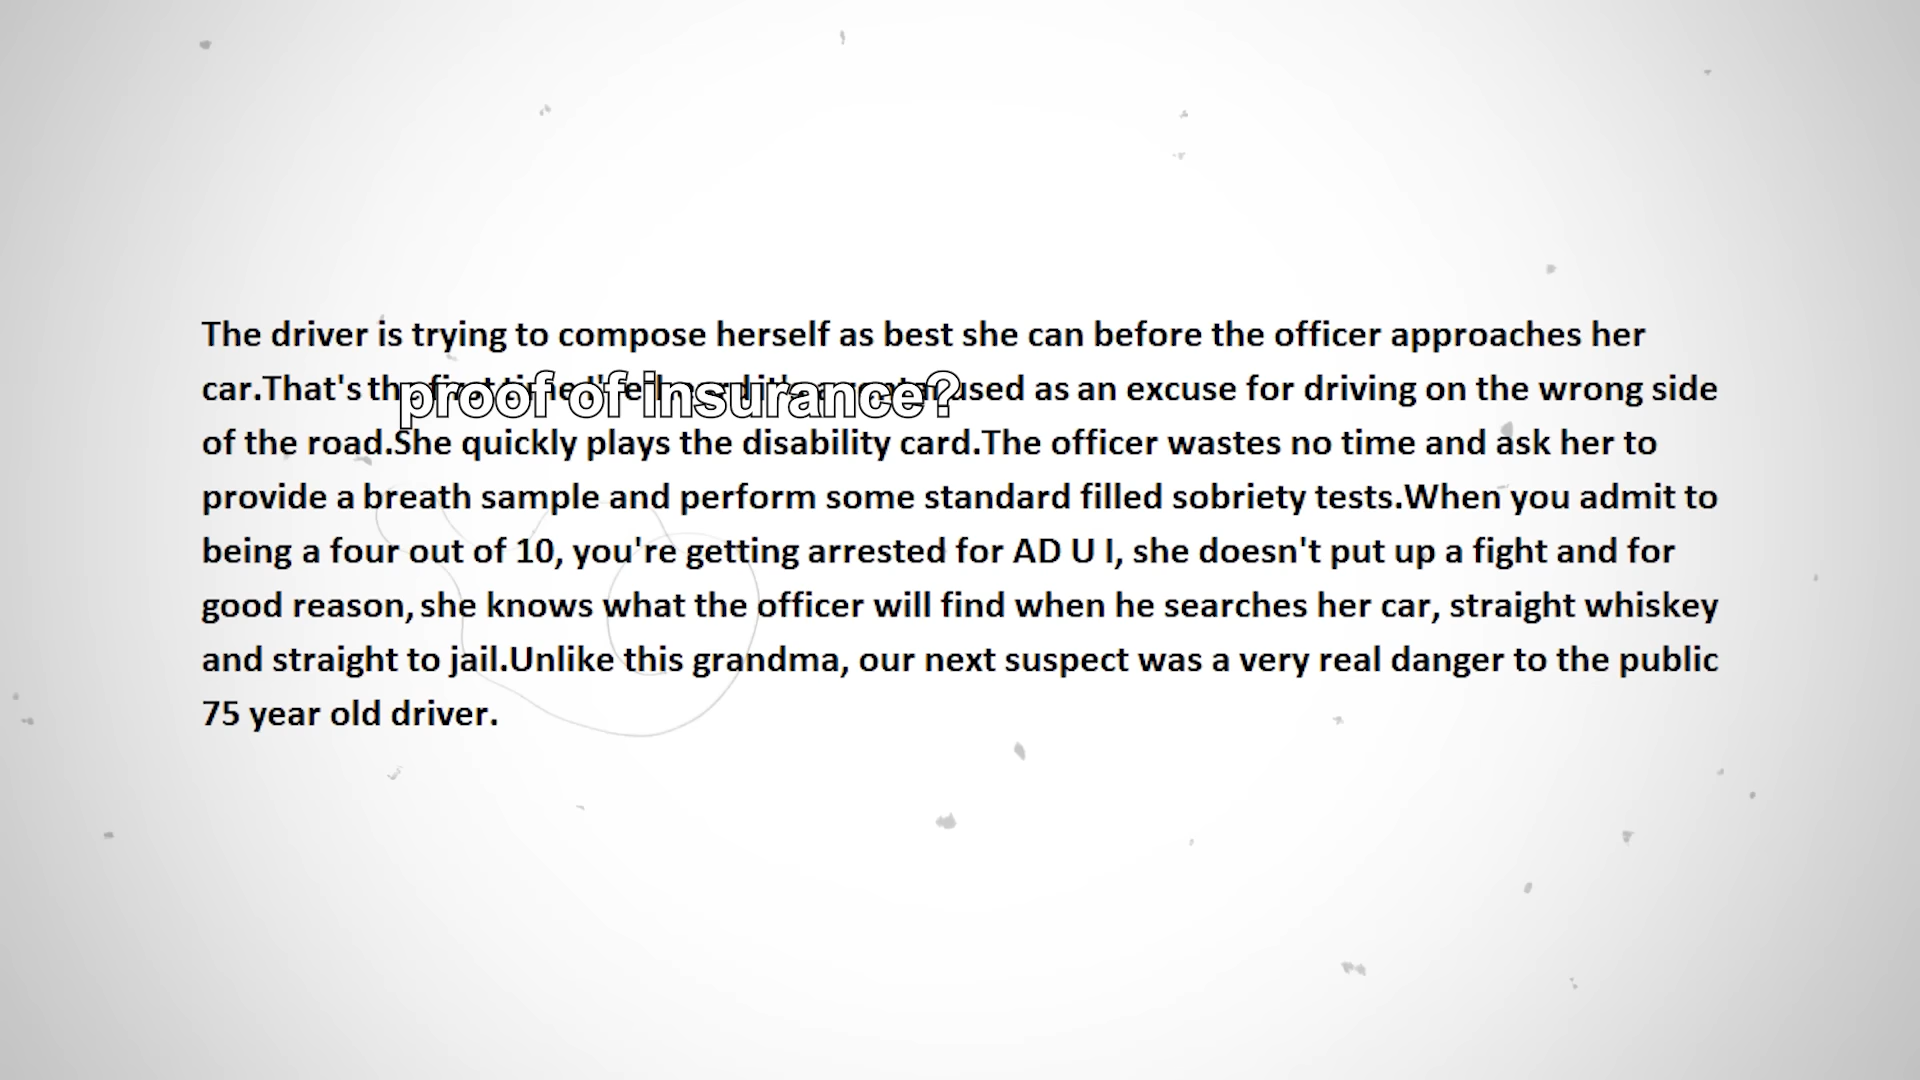 The driver is trying to compose herself as best she can before the officer approaches her
car.That's the first time I've heard used as an excuse for driving on the wrong side
proof of insurance?
of the road.She quickly plays the disability card.The officer wastes no time and ask her to
provide a breath sample and perform some standard filled sobriety tests.When you admit to
being a four out of 10, you're getting arrested for AD U I, she doesn't put up a fight and for
good reason, she knows what the officer will find when he searches her car, straight whiskey
and straight to jail.Unlike this grandma, our next suspect was a very real danger to the public
75 year old driver.